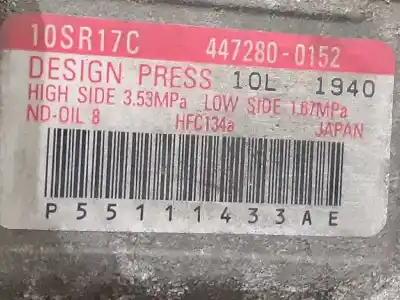 10SR17C 447280-0152
DESIGN PRESS 10L 1940
HIGH SIDE 3.53MPa LOW SIDE 1.67MPa
ND-OIL 8 HFC134a JAPAN
P55111433AE